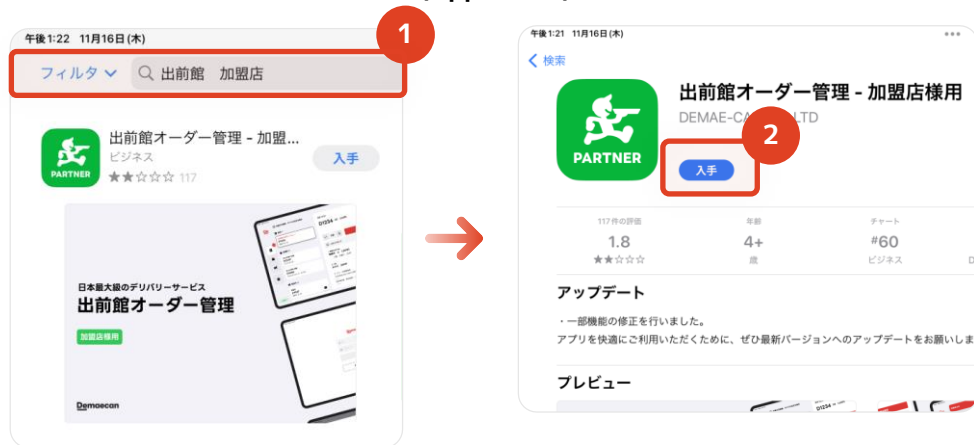 午後1:22 11月16日(木)
1
フィルタ
出前館 加盟店
出前館オーダー管理 - 加盟...
ビジネス
PARTNER
★★☆☆☆ 117
入手
日本最大級のデリバリーサービス
出前館オーダー管理
加盟店様用
Demaecan
午後1:21 11月16日(木)
検索
出前館オーダー管理 - 加盟店様用
2
PARTNER
入手
117件の評価
1.8
★★☆☆☆
年齢
4+
歳
チャート
#60
ビジネス
アップデート
・一部機能の修正を行いました。
アプリを快適にご利用いただくために、ぜひ最新バージョンへのアップデートをお願いしま
プレビュー